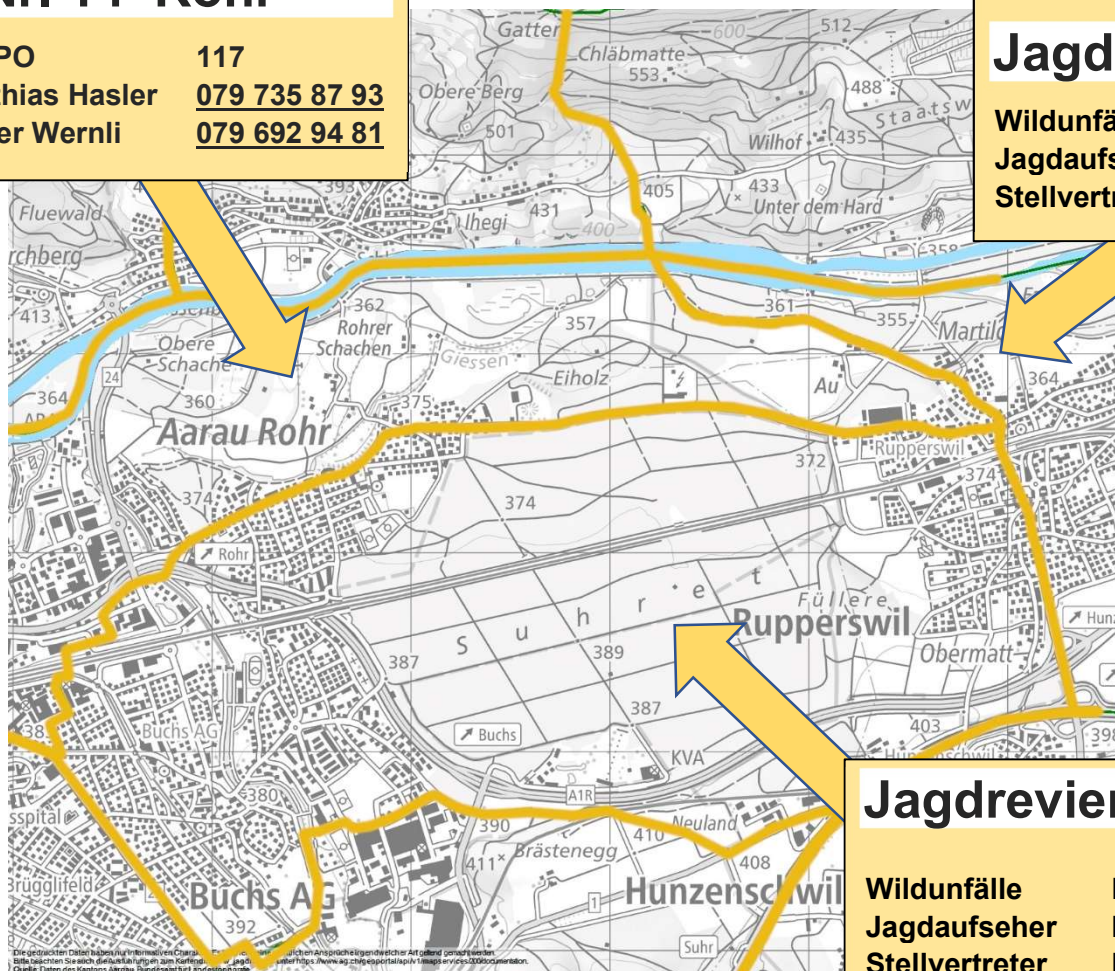 PO 117
thias Hasler 079 735 87 93
er Wernli 079 692 94 81
Jagd
Wildunfä
Jagdaufs
Stellvertr
Gatter
Chläbmatte
553
600
512
488
Staatsw
Obere Berg
501
Wilhof
435
393
Fluewald
Ihegi
431
405
433
Unter dem Hard
400
rchberg
358
413
362
Rohrer
Schachen
361
357
355
Obere
Schache
Giessen
Martil
24
364
Eiholz
Au
364
360
375
Aarau Rohr
Rupperswil
372
374
374
374
Rohr
S u h r e t
Füllere
Rupperswil
Hunz
387
389
Obermatt
387
Buchs AG
Buchs
403
398
KVA
380
A1R
Jagdrevier
sspital
390
410
Neuland
408
Brästenegg
411
Brügglifeld
Buchs AG
Hunzenschwil
Wildunfälle
1
Jagdaufseher
392
Suhr
Stellvertreter